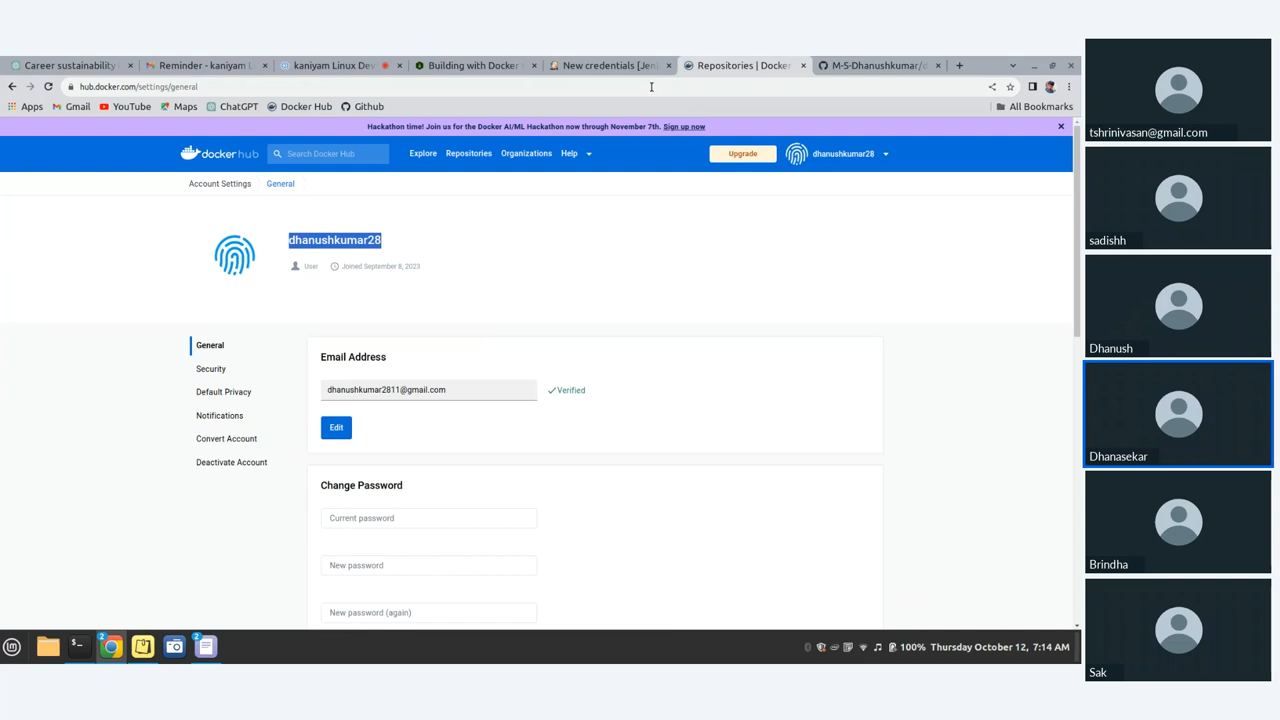 Career sustainability
Reminder - kaniyam L
kaniyam Linux Dev
Building with Docker
New credentials [Jen
Repositories | Docker
M-S-Dhanushkumar/d
hub.docker.com/settings/general
Apps
Gmail
YouTube
Maps
ChatGPT
Docker Hub
Github
All Bookmarks
Hackathon time! Join us for the Docker AI/ML Hackathon now through November 7th. Sign up now
dockerhub
Search Docker Hub
Explore
Repositories
Organizations
Help
Upgrade
dhanushkumar28
Account Settings
General
dhanushkumar28
User
Joined September 8, 2023
General
Security
Default Privacy
Notifications
Convert Account
Deactivate Account
Email Address
dhanushkumar2811@gmail.com
Verified
Edit
Change Password
Current password
New password
New password (again)
2
2
100% Thursday October 12, 7:14 AM
tshrinivasan@gmail.com
sadishh
Dhanush
Dhanasekar
Brindha
Sak